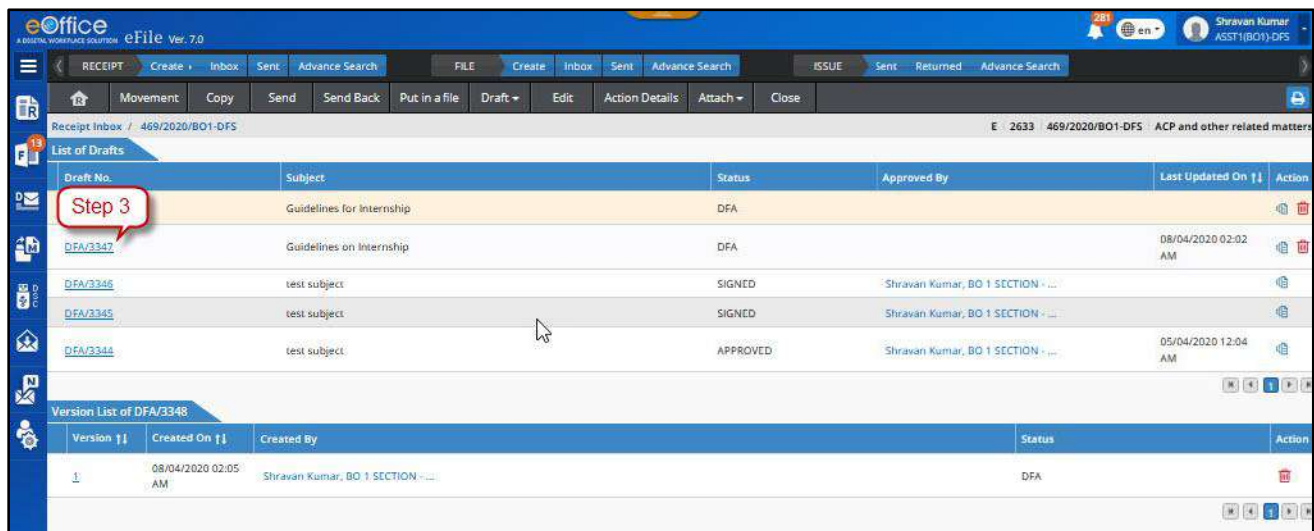 eOffice
A DIGITAL WORKPLACE SOLUTION eFile Ver. 7.0
281
en
Shravan Kumar
ASST1(BO1)-DFS
RECEIPT Create Inbox Sent Advance Search FILE Create Inbox Sent Advance Search ISSUE Sent Returned Advance Search
R Movement Copy Send Send Back Put in a file Draft Edit Action Details Attach Close
Receipt Inbox / 469/2020/BO1-DFS E 2633 469/2020/BO1-DFS ACP and other related matters
13
List of Drafts
Draft No. Subject Status Approved By Last Updated On Action
Step 3
Guidelines for Internship DFA
DFA/3347 Guidelines on Internship DFA 08/04/2020 02:02 AM
DFA/3346 test subject SIGNED Shravan Kumar, BO 1 SECTION - ...
DFA/3345 test subject SIGNED Shravan Kumar, BO 1 SECTION - ...
DFA/3344 test subject APPROVED Shravan Kumar, BO 1 SECTION - ... 05/04/2020 12:04 AM
1
Version List of DFA/3348
Version Created On Created By Status Action
1 08/04/2020 02:05 AM Shravan Kumar, BO 1 SECTION - ... DFA
1